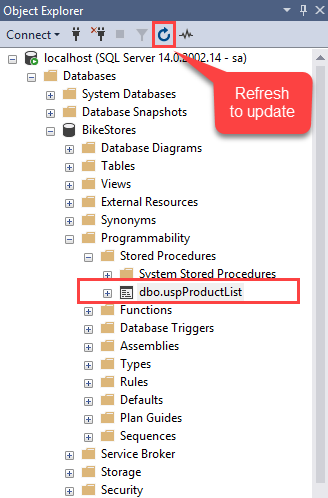 Object Explorer
Connect
localhost (SQL Server 14.0.2002.14 - sa)
Refresh
to update
Databases
System Databases
Database Snapshots
BikeStores
Database Diagrams
Tables
Views
External Resources
Synonyms
Programmability
Stored Procedures
System Stored Procedures
dbo.uspProductList
Functions
Database Triggers
Assemblies
Types
Rules
Defaults
Plan Guides
Sequences
Service Broker
Storage
Security